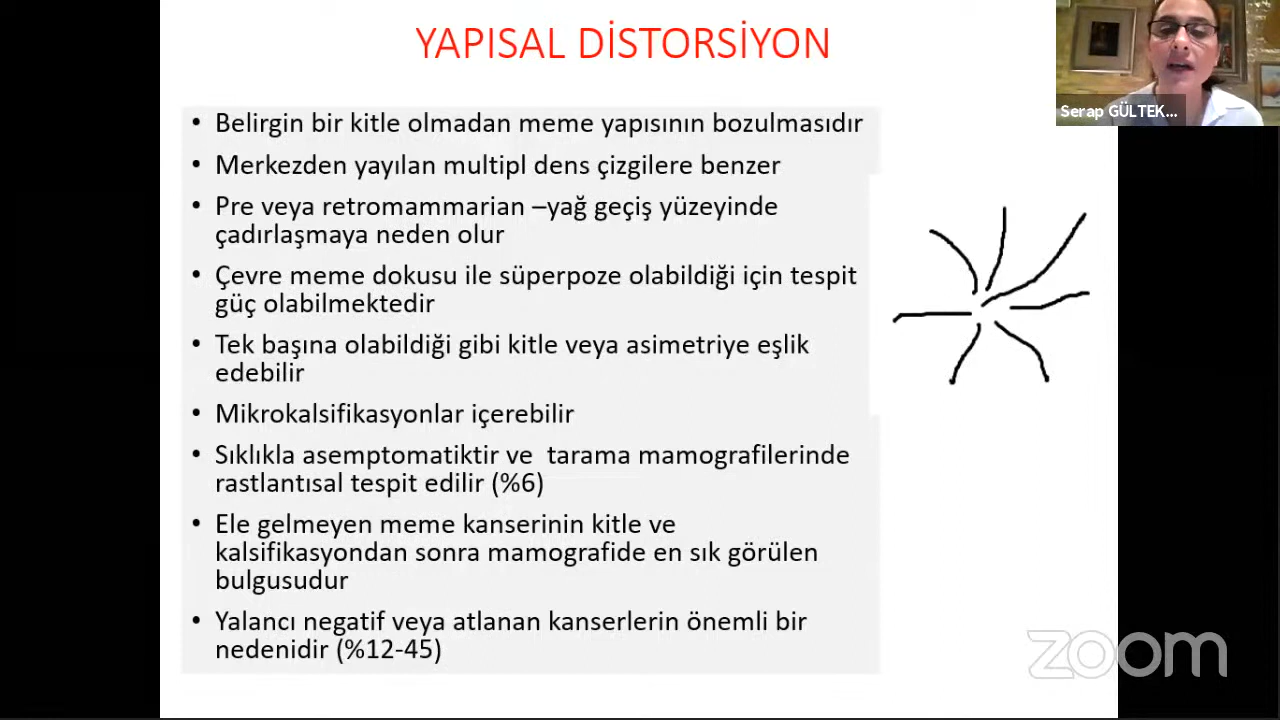 YAPISAL DİSTORSİYON
Serap GÜLTEK...
• Belirgin bir kitle olmadan meme yapısının bozulmasıdır
• Merkezden yayılan multipl dens çizgilere benzer
• Pre veya retromammarian –yağ geçiş yüzeyinde
çadırlaşmaya neden olur
• Çevre meme dokusu ile süperpoze olabildiği için tespit
güç olabilmektedir
• Tek başına olabildiği gibi kitle veya asimetriye eşlik
edebilir
• Mikrokalsifikasyonlar içerebilir
• Sıklıkla asemptomatiktir ve  tarama mamografilerinde
rastlantısal tespit edilir (%6)
• Ele gelmeyen meme kanserinin kitle ve
kalsifikasyondan sonra mamografide en sık görülen
bulgusudur
• Yalancı negatif veya atlanan kanserlerin önemli bir
nedenidir (%12-45)
zoom